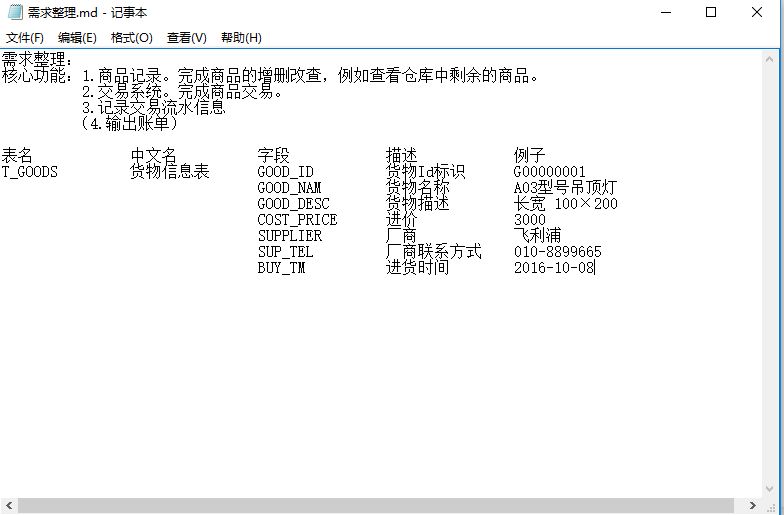 需求整理.md - 记事本
文件(F) 编辑(E) 格式(O) 查看(V) 帮助(H)
需求整理：
核心功能：1.商品记录。完成商品的增删改查，例如查看仓库中剩余的商品。
2.交易系统。完成商品交易。
3.记录交易流水信息
（4.输出账单）
表名 中文名 字段 描述 例子
T_GOODS 货物信息表 GOOD_ID 货物Id标识 G00000001
GOOD_NAM 货物名称 A03型号吊顶灯
GOOD_DESC 货物描述 长宽 100×200
COST_PRICE 进价 3000
SUPPLIER 厂商 飞利浦
SUP_TEL 厂商联系方式 010-8899665
BUY_TM 进货时间 2016-10-08